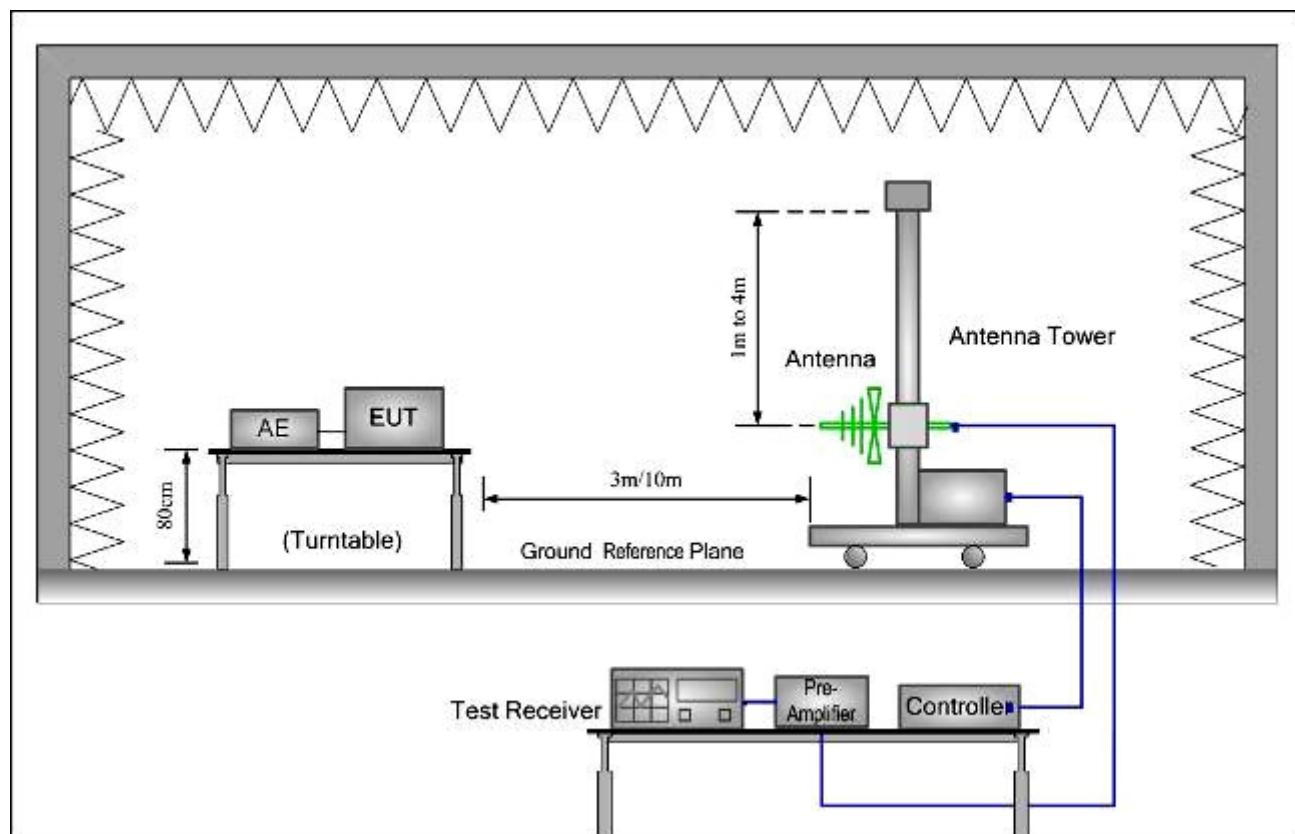 1m to 4m
Antenna Tower
Antenna
AE
EUT
3m/10m
80cm
(Turntable)
Ground Reference Plane
Test Receiver
Pre-
Amplifier
Controller